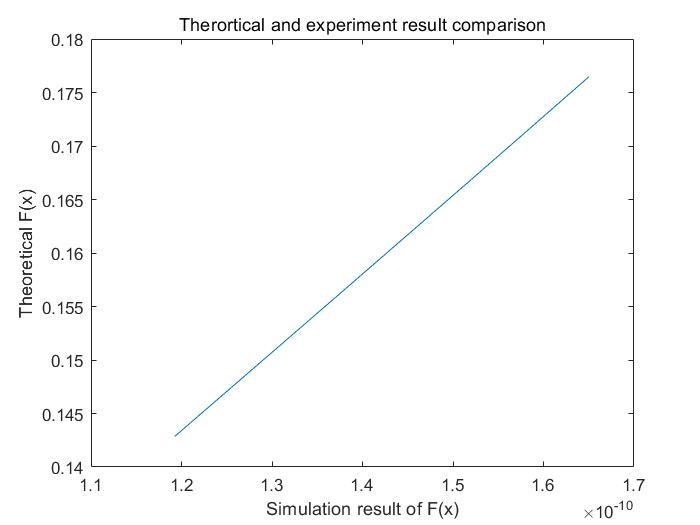 Therortical and experiment result comparison
0.18
0.175
0.17
0.165
0.16
0.155
0.15
0.145
0.14
Theoretical F(x)
1.1 1.2 1.3 1.4 1.5 1.6 1.7
Simulation result of F(x)
×10⁻¹⁰